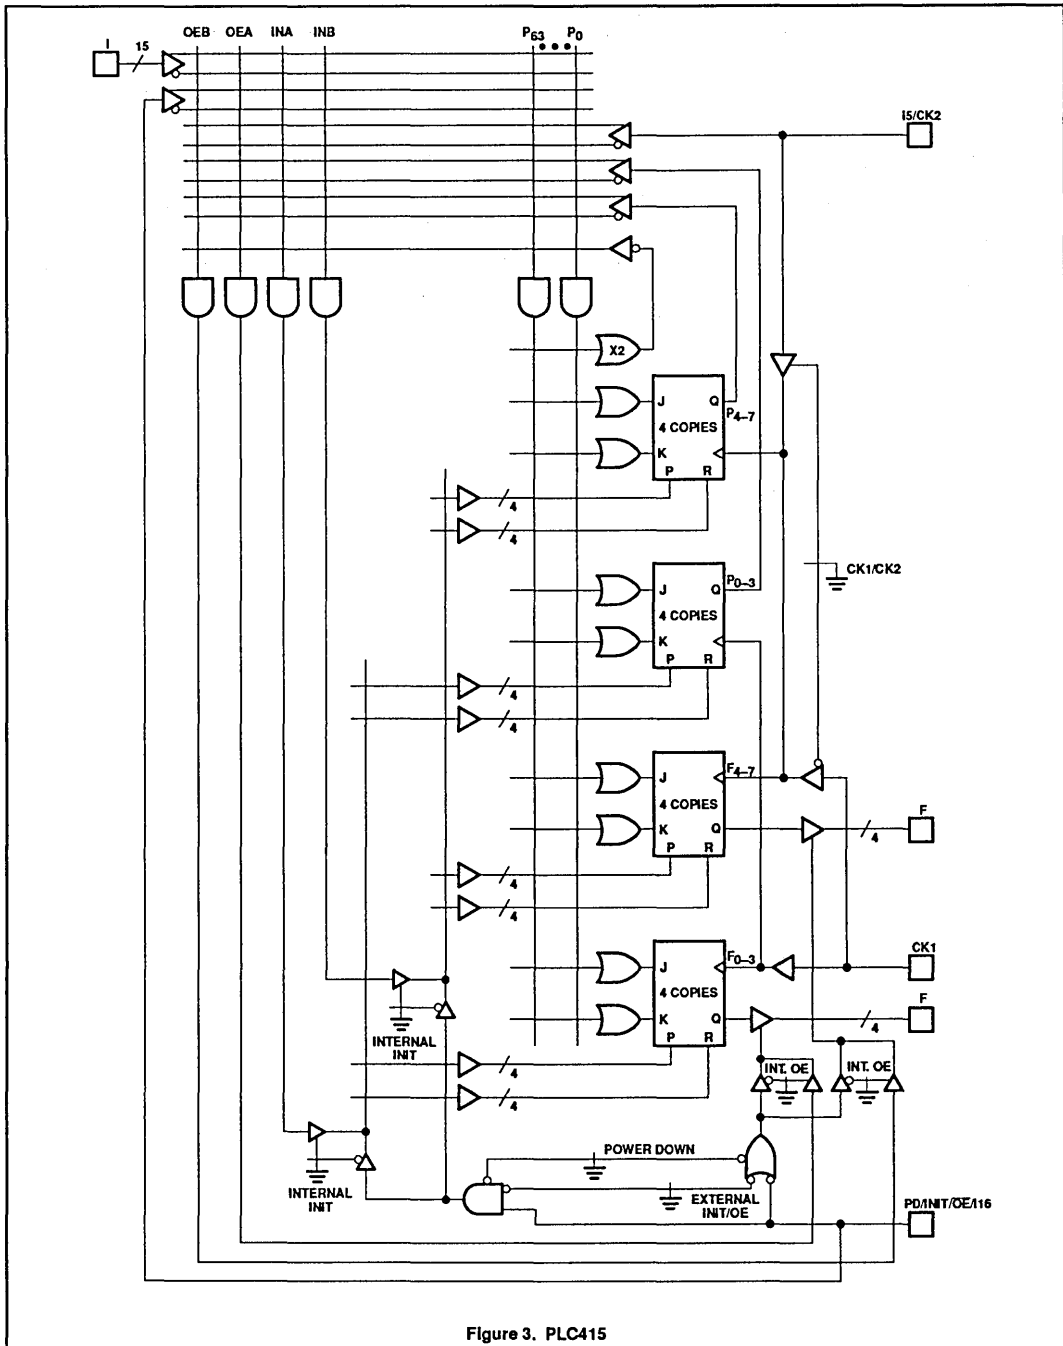 OEB OEA INA INB P63 P0
I 15
I5/CK2
X2
J Q P4–7
4 COPIES
K
P R
4
4
CK1/CK2
P0–3
J Q
4 COPIES
K
P R
4
4
F4–7
J
4 COPIES
K Q
P R
F
4
4
4
CK1
F0–3
J
4 COPIES
K Q
P R
F
4
INTERNAL
INIT
4
4
INT. OE INT. OE
POWER DOWN
INTERNAL
INIT
EXTERNAL
INIT/OE
PD/INIT/O̅E̅/I16
Figure 3. PLC415